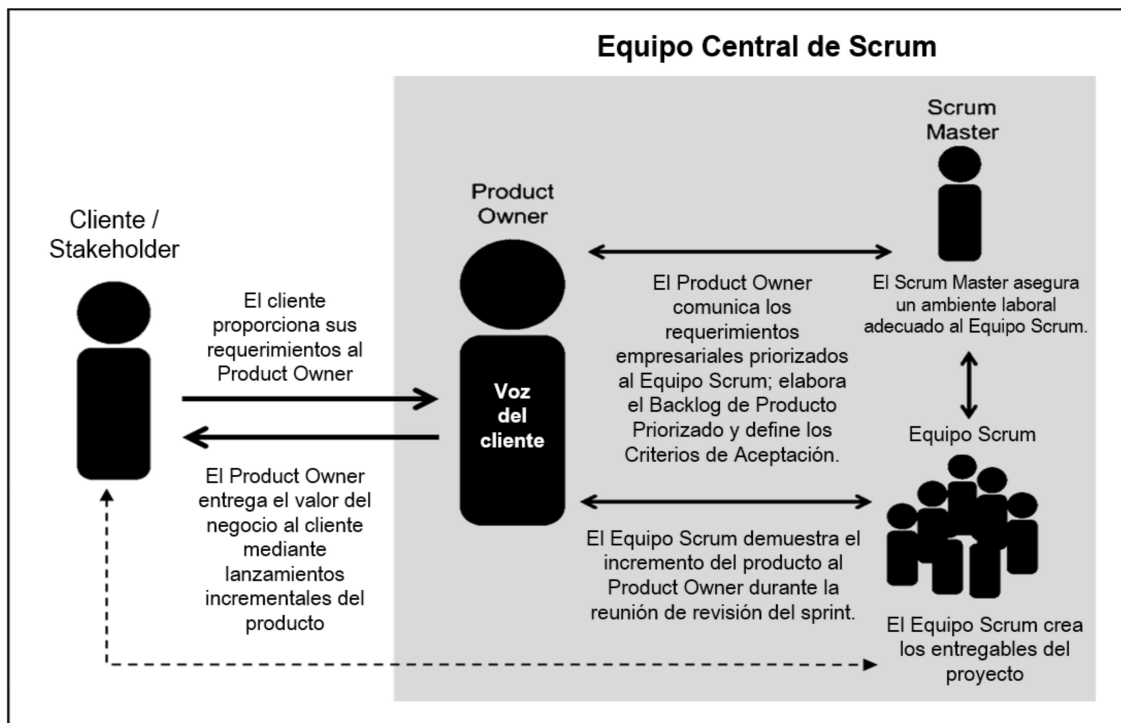 Equipo Central de Scrum
Cliente /
Stakeholder
El cliente
proporciona sus
requerimientos al
Product Owner
El Product Owner
entrega el valor del
negocio al cliente
mediante
lanzamientos
incrementales del
producto
Product
Owner
Voz
del
cliente
El Product Owner
comunica los
requerimientos
empresariales priorizados
al Equipo Scrum; elabora
el Backlog de Producto
Priorizado y define los
Criterios de Aceptación.
El Equipo Scrum demuestra el
incremento del producto al
Product Owner durante la
reunión de revisión del sprint.
Scrum
Master
El Scrum Master asegura
un ambiente laboral
adecuado al Equipo Scrum.
Equipo Scrum
El Equipo Scrum crea
los entregables del
proyecto